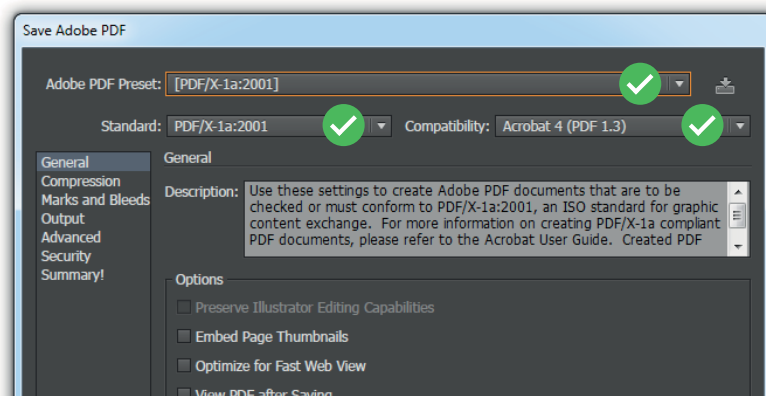 Save Adobe PDF
Adobe PDF Preset: [PDF/X-1a:2001]
Standard: PDF/X-1a:2001 Compatibility: Acrobat 4 (PDF 1.3)
General
Compression
Marks and Bleeds
Output
Advanced
Security
Summary!
General
Description: Use these settings to create Adobe PDF documents that are to be
checked or must conform to PDF/X-1a:2001, an ISO standard for graphic
content exchange.  For more information on creating PDF/X-1a compliant
PDF documents, please refer to the Acrobat User Guide.  Created PDF
Options
Preserve Illustrator Editing Capabilities
Embed Page Thumbnails
Optimize for Fast Web View
View PDF after Saving